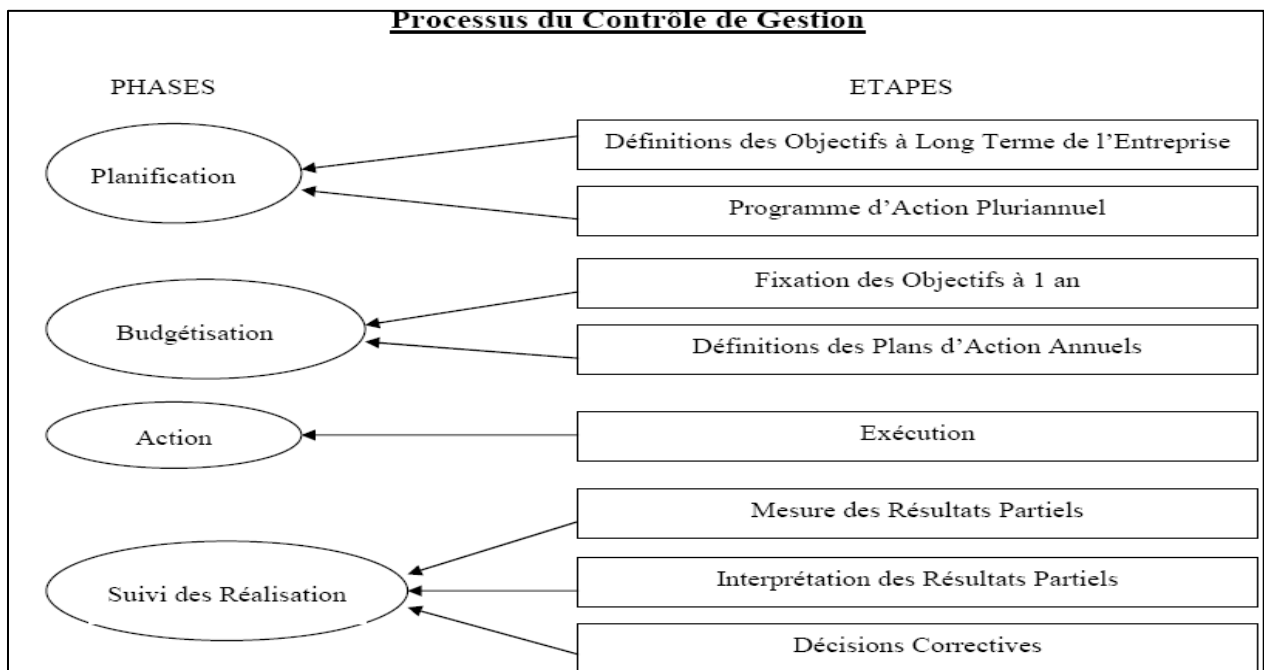 Processus du Contrôle de Gestion
PHASES
ETAPES
Planification
Définitions des Objectifs à Long Terme de l'Entreprise
Programme d'Action Pluriannuel
Budgétisation
Fixation des Objectifs à 1 an
Définitions des Plans d'Action Annuels
Action
Exécution
Suivi des Réalisation
Mesure des Résultats Partiels
Interprétation des Résultats Partiels
Décisions Correctives